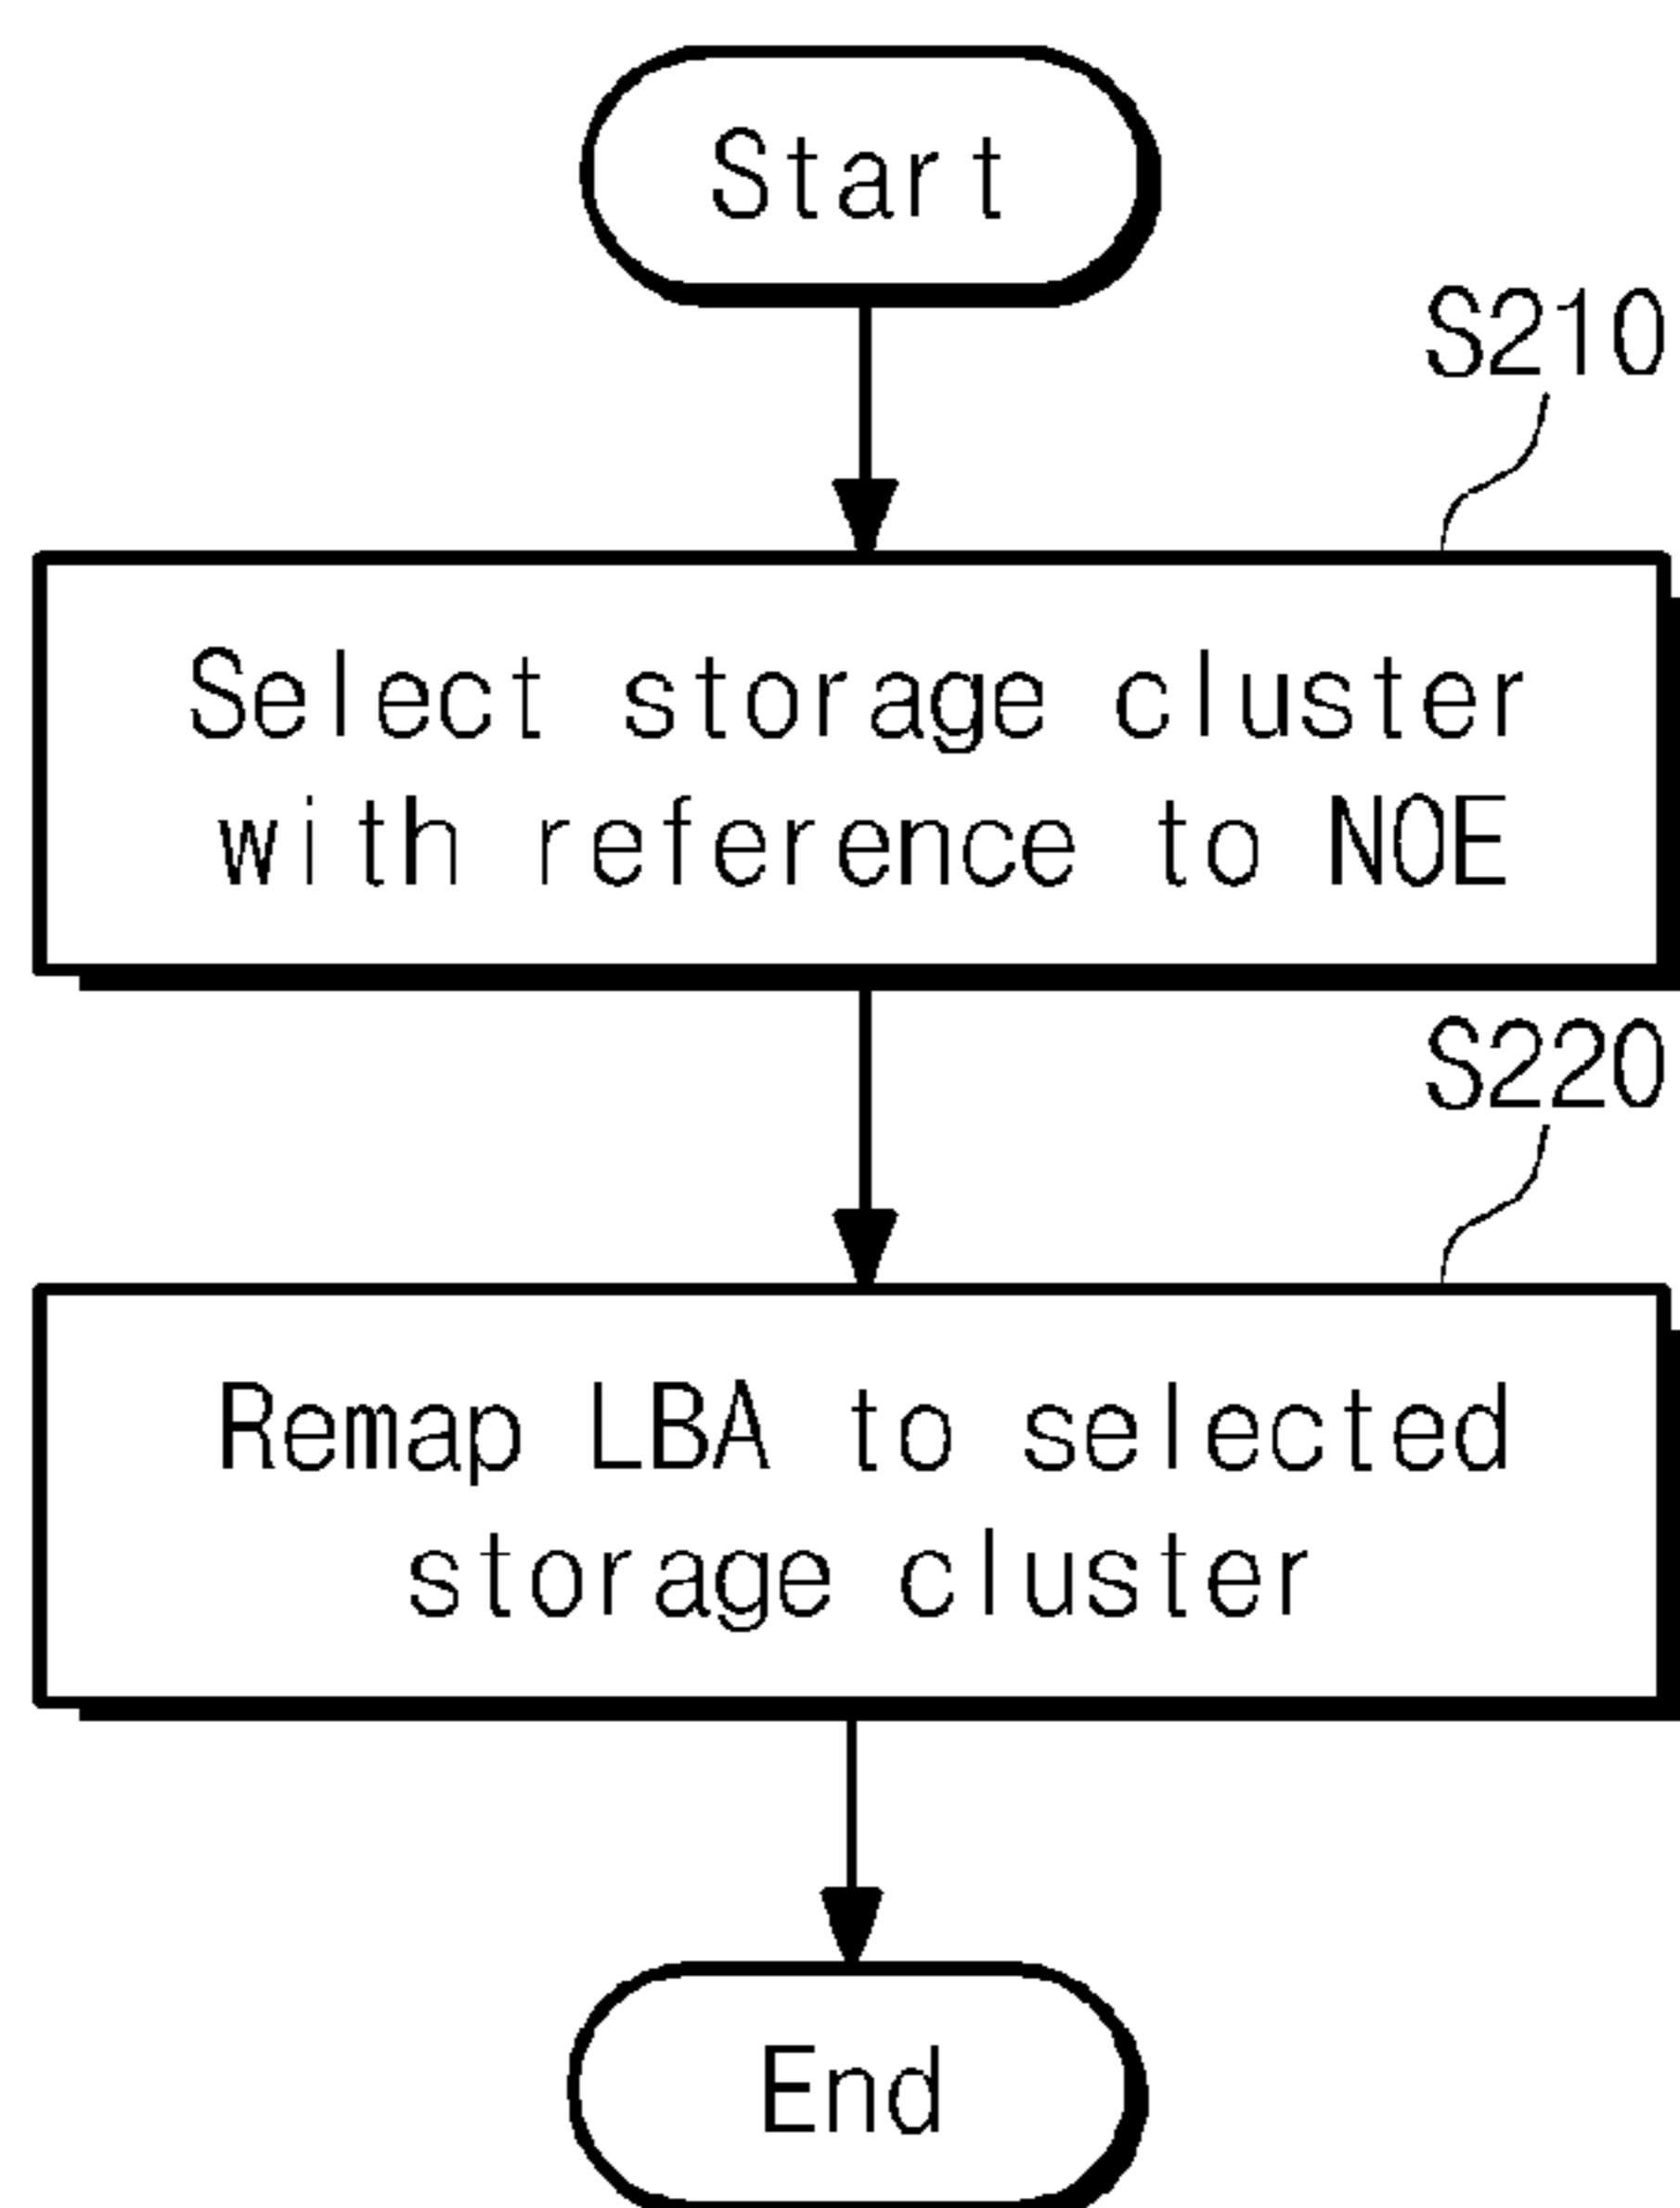 Start
S210
Select storage cluster
with reference to NOE
S220
Remap LBA to selected
storage cluster
End